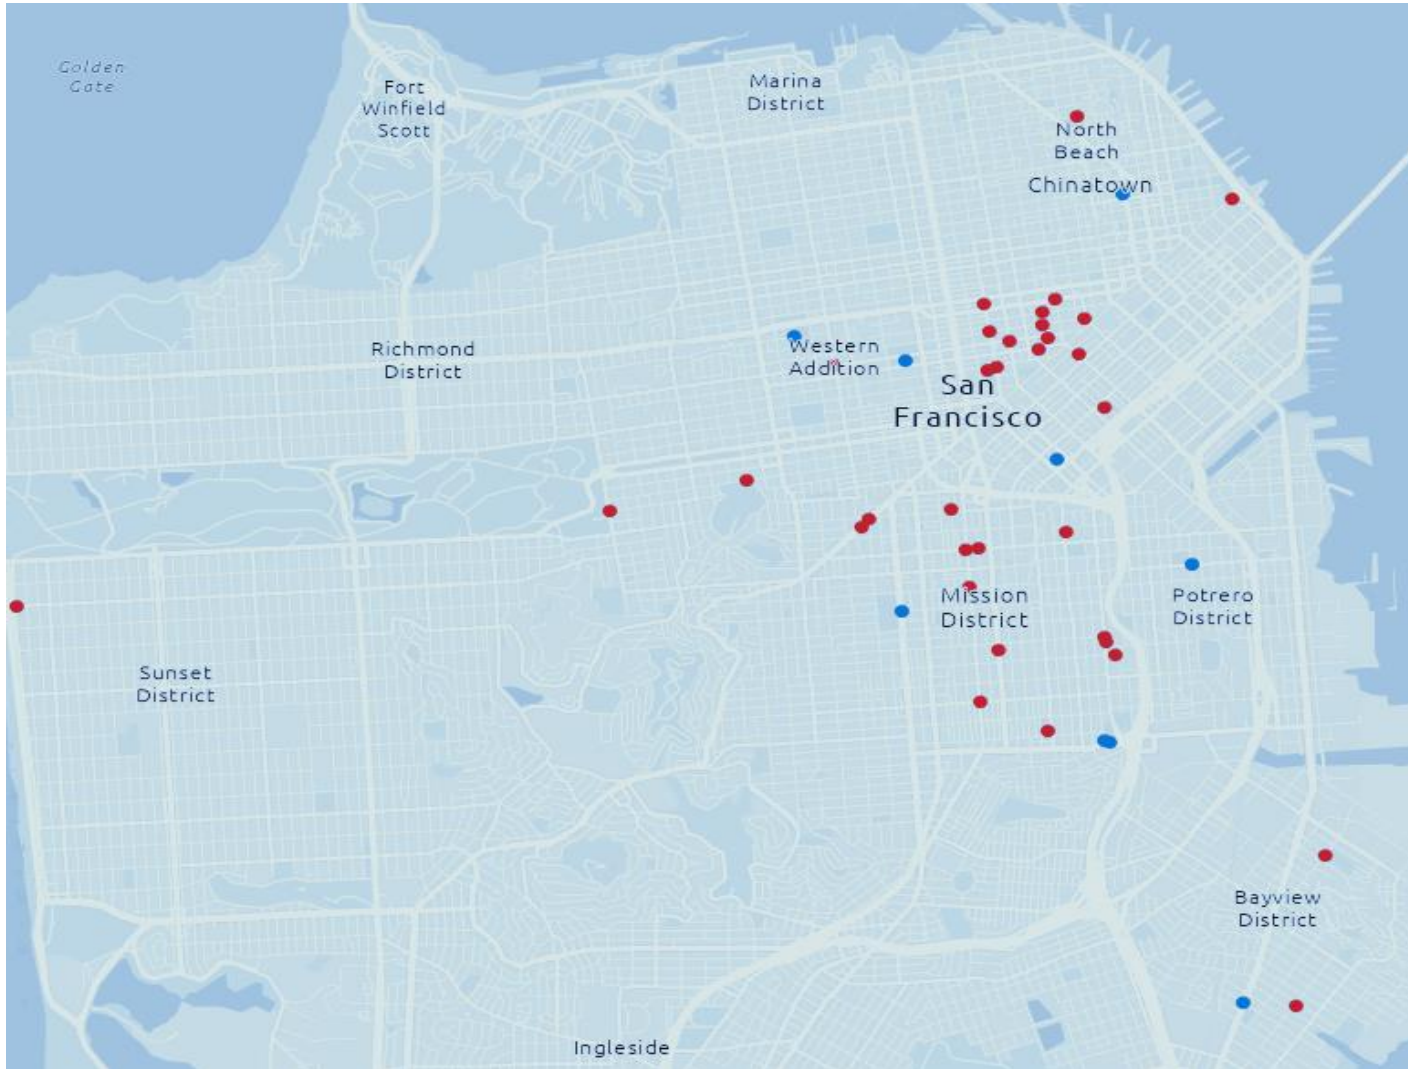 Golden
Gate
Fort
Winfield
Scott
Marina
District
North
Beach
Chinatown
Richmond
District
Western
Addition
San
Francisco
Mission
District
Potrero
District
Sunset
District
Bayview
District
Ingleside